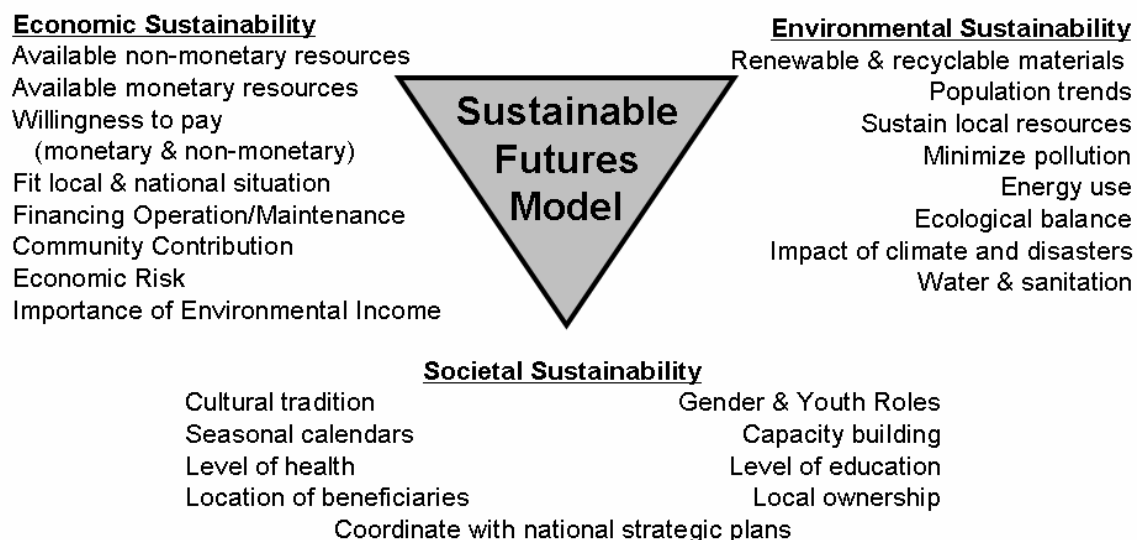 Economic Sustainability
Available non-monetary resources
Available monetary resources
Willingness to pay
(monetary & non-monetary)
Fit local & national situation
Financing Operation/Maintenance
Community Contribution
Economic Risk
Importance of Environmental Income
Sustainable
Futures
Model
Environmental Sustainability
Renewable & recyclable materials
Population trends
Sustain local resources
Minimize pollution
Energy use
Ecological balance
Impact of climate and disasters
Water & sanitation
Societal Sustainability
Cultural tradition
Seasonal calendars
Level of health
Location of beneficiaries
Gender & Youth Roles
Capacity building
Level of education
Local ownership
Coordinate with national strategic plans